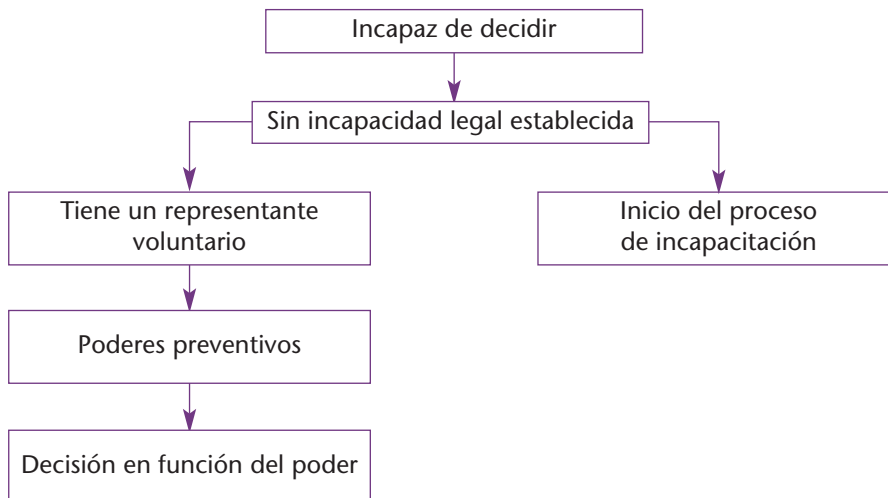 Incapaz de decidir
Sin incapacidad legal establecida
Tiene un representante
voluntario
Inicio del proceso
de incapacitación
Poderes preventivos
Decisión en función del poder